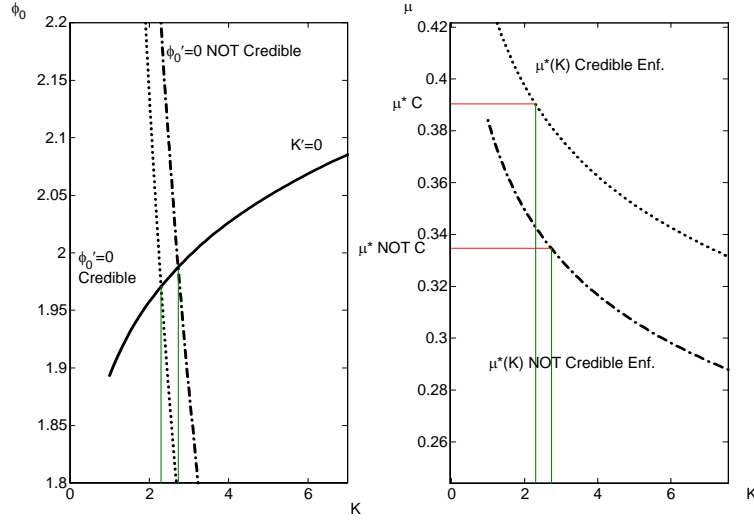 ϕ₀
2.2
2.15
2.1
2.05
2
1.95
1.9
1.85
1.8
0
2
4
6
K
ϕ₀'=0 NOT Credible
K'=0
ϕ₀'=0
Credible
μ
0.42
0.4
μ* C
0.38
0.36
0.34
μ* NOT C
0.32
0.3
0.28
0.26
0
2
4
6
K
μ*(K) Credible Enf.
μ*(K) NOT Credible Enf.